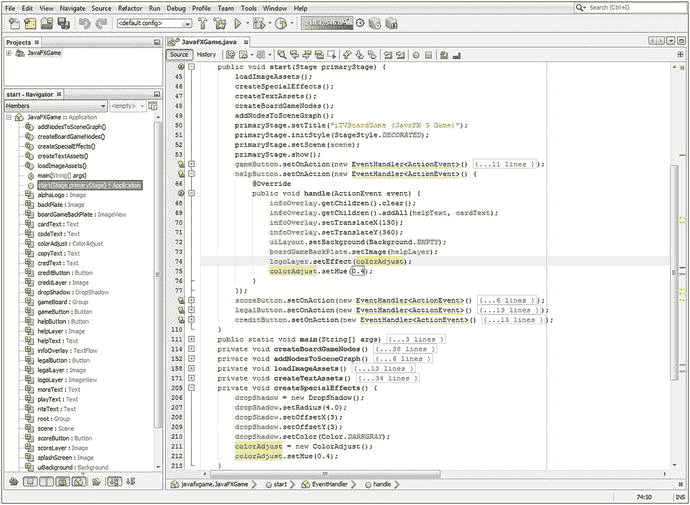 File Edit View Navigate Source Refactor Run Debug Profile Team Tools Window Help
Search (Ctrl+I)
<default config>
Projects
JavaFXGame
JavaFXGame.java
Source History
start - Navigator
Members <empty>
JavaFXGame :: Application
addNodesToSceneGraph()
createBoardGameNodes()
createSpecialEffects()
createTextAssets()
loadImageAssets()
main(String[] args)
start(Stage primaryStage) : Application
alphaLogo : Image
backPlate : Image
boardGameBackPlate : ImageView
cardText : Text
codeText : Text
colorAdjust : ColorAdjust
copyText : Text
credText : Text
creditButton : Button
creditLayer : Image
dropShadow : DropShadow
gameBoard : Group
gameButton : Button
helpButton : Button
helpLayer : Image
helpText : Text
infoOverlay : TextFlow
legalButton : Button
legalLayer : Image
logoLayer : ImageView
moreText : Text
playText : Text
riteText : Text
root : Group
scene : Scene
scoreButton : Button
scoreLayer : Image
splashScreen : Image
uiBackground : Background
public void start(Stage primaryStage) {
45 loadImageAssets();
46 createSpecialEffects();
47 createTextAssets();
48 createBoardGameNodes();
49 addNodesToSceneGraph();
50 primaryStage.setTitle("iTVBoardGame (JavaFX 9 Game)");
51 primaryStage.initStyle(StageStyle.DECORATED);
52 primaryStage.setScene(scene);
53 primaryStage.show();
gameButton.setOnAction(new EventHandler<ActionEvent>() {...11 lines }
helpButton.setOnAction(new EventHandler<ActionEvent>() {
66 @Override
public void handle(ActionEvent event) {
68 infoOverlay.getChildren().clear();
69 infoOverlay.getChildren().addAll(helpText, cardText);
70 infoOverlay.setTranslateX(130);
71 infoOverlay.setTranslateY(360);
72 uiLayout.setBackground(Background.EMPTY);
73 boardGameBackPlate.setImage(helpLayer);
74 logoLayer.setEffect(colorAdjust);
75 colorAdjust.setHue(0.4);
76 }
77 });
scoreButton.setOnAction(new EventHandler<ActionEvent>() {...6 lines }
legalButton.setOnAction(new EventHandler<ActionEvent>() {...13 lines }
creditButton.setOnAction(new EventHandler<ActionEvent>() {...13 lines }
110 }
111 public static void main(String[] args) {...3 lines }
114 private void createBoardGameNodes() {...38 lines }
152 private void addNodesToSceneGraph() {...6 lines }
158 private void loadImageAssets() {...13 lines }
171 private void createTextAssets() {...34 lines }
205 private void createSpecialEffects() {
206 dropShadow = new DropShadow();
207 dropShadow.setRadius(4.0);
208 dropShadow.setOffsetX(3);
209 dropShadow.setOffsetY(3);
210 dropShadow.setColor(Color.DARKGRAY);
211 colorAdjust = new ColorAdjust();
212 colorAdjust.setHue(0.4);
213 }
javafxgame.JavaFXGame start EventHandler handle
74:50 INS